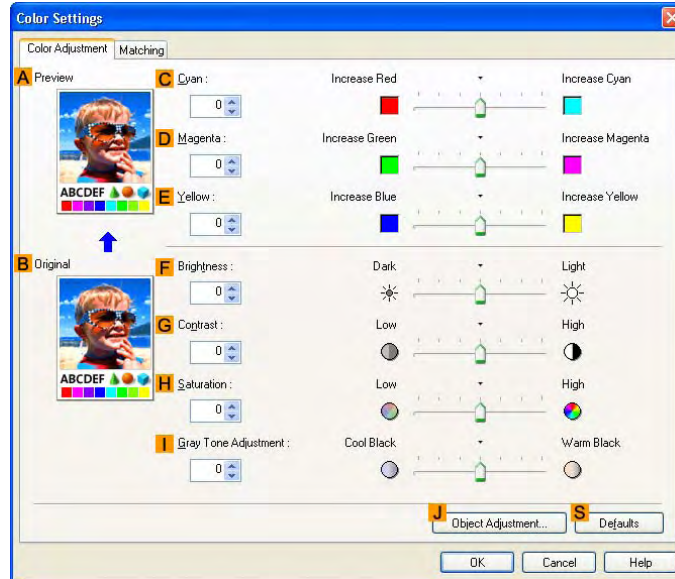 Color Settings
Color Adjustment Matching
A Preview
C Cyan : Increase Red Increase Cyan
0
D Magenta : Increase Green Increase Magenta
0
ABCDEF
E Yellow : Increase Blue Increase Yellow
0
B Original
F Brightness : Dark Light
0
G Contrast : Low High
0
ABCDEF
H Saturation : Low High
0
I Gray Tone Adjustment : Cool Black Warm Black
0
J Object Adjustment... S Defaults
OK Cancel Help